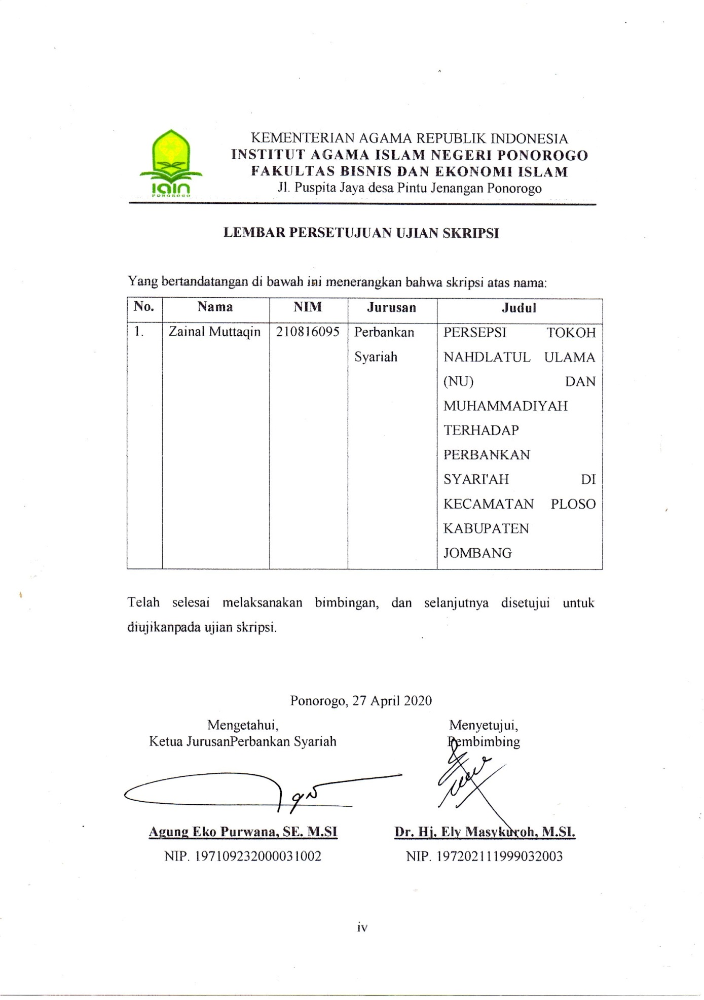 KEMENTERIAN AGAMA REPUBLIK INDONESIA
INSTITUT AGAMA ISLAM NEGERI PONOROGO
FAKULTAS BISNIS DAN EKONOMI ISLAM
Jl. Puspita Jaya desa Pintu Jenangan Ponorogo
iain
PONOROGO
LEMBAR PERSETUJUAN UJIAN SKRIPSI
Yang bertandatangan di bawah ini menerangkan bahwa skripsi atas nama:
No. Nama NIM Jurusan Judul
1. Zainal Muttaqin 210816095 Perbankan PERSEPSI TOKOH
Syariah NAHDLATUL ULAMA
(NU) DAN
MUHAMMADIYAH
TERHADAP
PERBANKAN
SYARI'AH DI
KECAMATAN PLOSO
KABUPATEN
JOMBANG
Telah selesai melaksanakan bimbingan, dan selanjutnya disetujui untuk
diujikanpada ujian skripsi.
Ponorogo, 27 April 2020
Mengetahui, Menyetujui,
Ketua JurusanPerbankan Syariah Pembimbing
Agung Eko Purwana, SE. M.SI Dr. Hj. Ely Masykuroh, M.SI.
NIP. 197109232000031002 NIP. 197202111999032003
iv